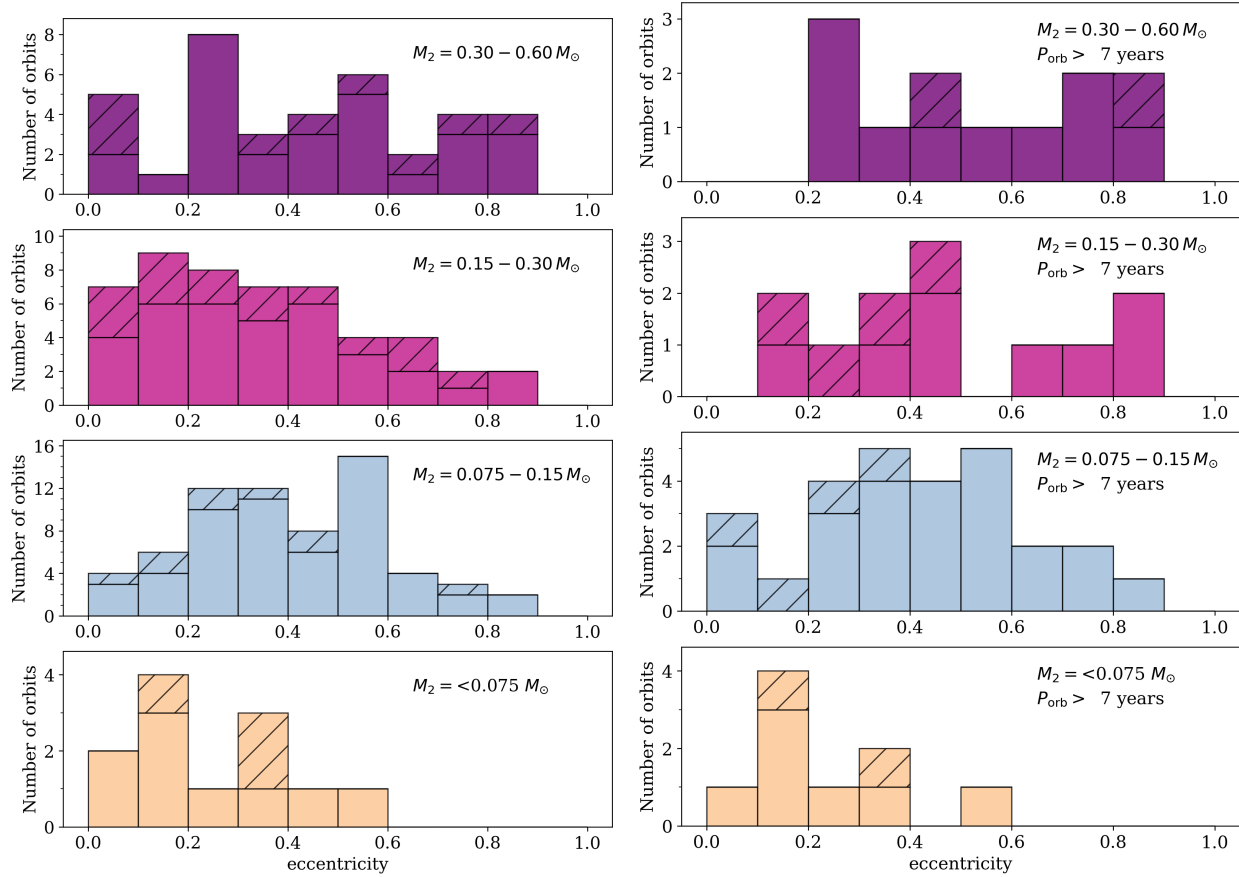 Number of orbits
8
6
4
2
0
M₂ = 0.30 − 0.60 M⊙
0.0 0.2 0.4 0.6 0.8 1.0
Number of orbits
3
2
1
0
M₂ = 0.30 − 0.60 M⊙
P_orb > 7 years
0.0 0.2 0.4 0.6 0.8 1.0
Number of orbits
10
8
6
4
2
0
M₂ = 0.15 − 0.30 M⊙
0.0 0.2 0.4 0.6 0.8 1.0
Number of orbits
3
2
1
0
M₂ = 0.15 − 0.30 M⊙
P_orb > 7 years
0.0 0.2 0.4 0.6 0.8 1.0
Number of orbits
16
12
8
4
0
M₂ = 0.075 − 0.15 M⊙
0.0 0.2 0.4 0.6 0.8 1.0
Number of orbits
4
2
0
M₂ = 0.075 − 0.15 M⊙
P_orb > 7 years
0.0 0.2 0.4 0.6 0.8 1.0
Number of orbits
4
2
0
M₂ = <0.075 M⊙
0.0 0.2 0.4 0.6 0.8 1.0
eccentricity
Number of orbits
4
2
0
M₂ = <0.075 M⊙
P_orb > 7 years
0.0 0.2 0.4 0.6 0.8 1.0
eccentricity